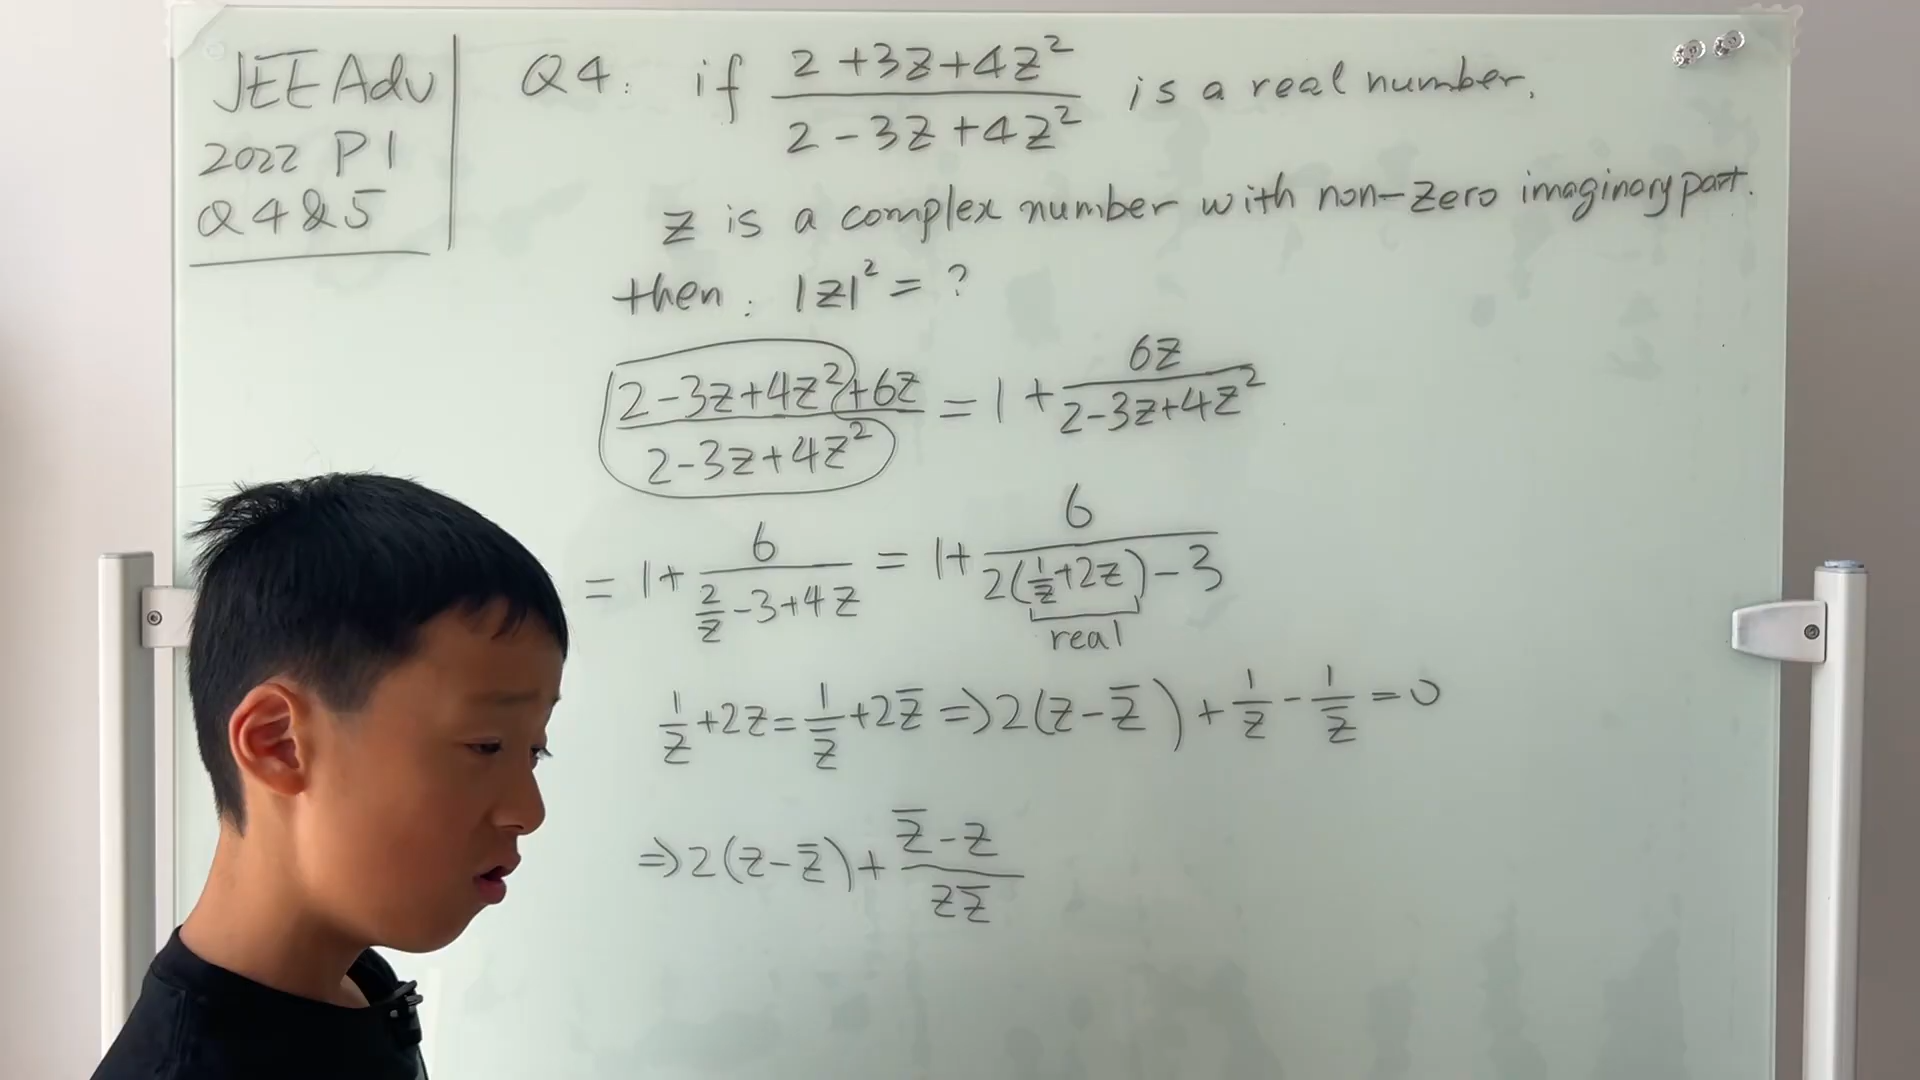 JEE Adv
2022 P1
Q4&5
Q4: if (2+3z+4z²)/(2-3z+4z²) is a real number.
z is a complex number with non-zero imaginary part.
then: |z|² = ?
(2-3z+4z²+6z)/(2-3z+4z²) = 1 + 6z/(2-3z+4z²)
= 1 + 6/(2/z - 3 + 4z) = 1 + 6/(2(1/z + 2z) - 3)
real
1/z + 2z = 1/z̅ + 2z̅ ⇒ 2(z - z̅) + 1/z - 1/z̅ = 0
⇒ 2(z - z̅) + (z̅ - z)/(zz̅)